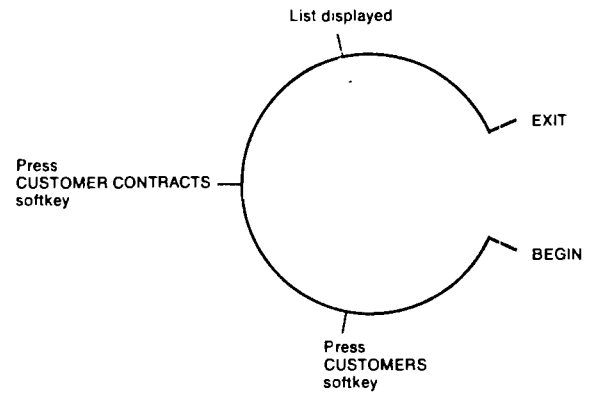 List displayed
EXIT
Press
CUSTOMER CONTRACTS
softkey
BEGIN
Press
CUSTOMERS
softkey